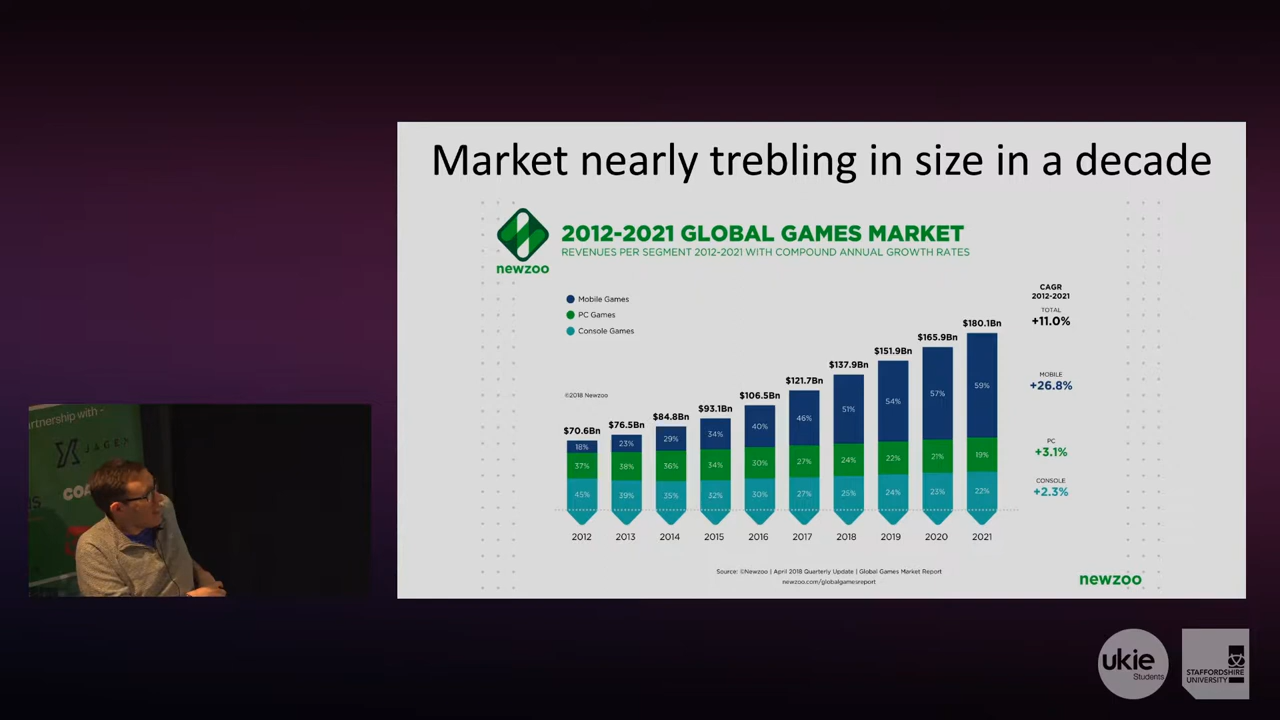 Market nearly trebling in size in a decade
newzoo
2012-2021 GLOBAL GAMES MARKET
REVENUES PER SEGMENT 2012-2021 WITH COMPOUND ANNUAL GROWTH RATES
Mobile Games
PC Games
Console Games
©2018 Newzoo
$70.6Bn
$76.5Bn
$84.8Bn
$93.1Bn
$106.5Bn
$121.7Bn
$137.9Bn
$151.9Bn
$165.9Bn
$180.1Bn
18% 23% 29% 34% 40% 46% 51% 54% 57% 59%
37% 38% 36% 34% 30% 27% 24% 22% 21% 19%
45% 39% 35% 32% 30% 27% 25% 24% 23% 22%
2012 2013 2014 2015 2016 2017 2018 2019 2020 2021
CAGR
2012-2021
TOTAL
+11.0%
MOBILE
+26.8%
PC
+3.1%
CONSOLE
+2.3%
Source: ©Newzoo | April 2018 Quarterly Update | Global Games Market Report
newzoo.com/globalgamesreport
newzoo
artnership with -
JAGEX
ukie
Students
STAFFORDSHIRE
UNIVERSITY